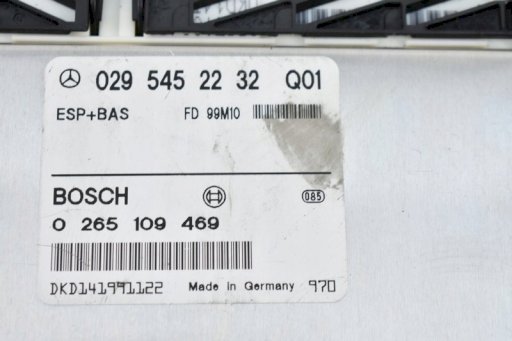 029 545 22 32 Q01
ESP+BAS FD 99M10
BOSCH 085
0 265 109 469
DKD141991122 Made in Germany 970